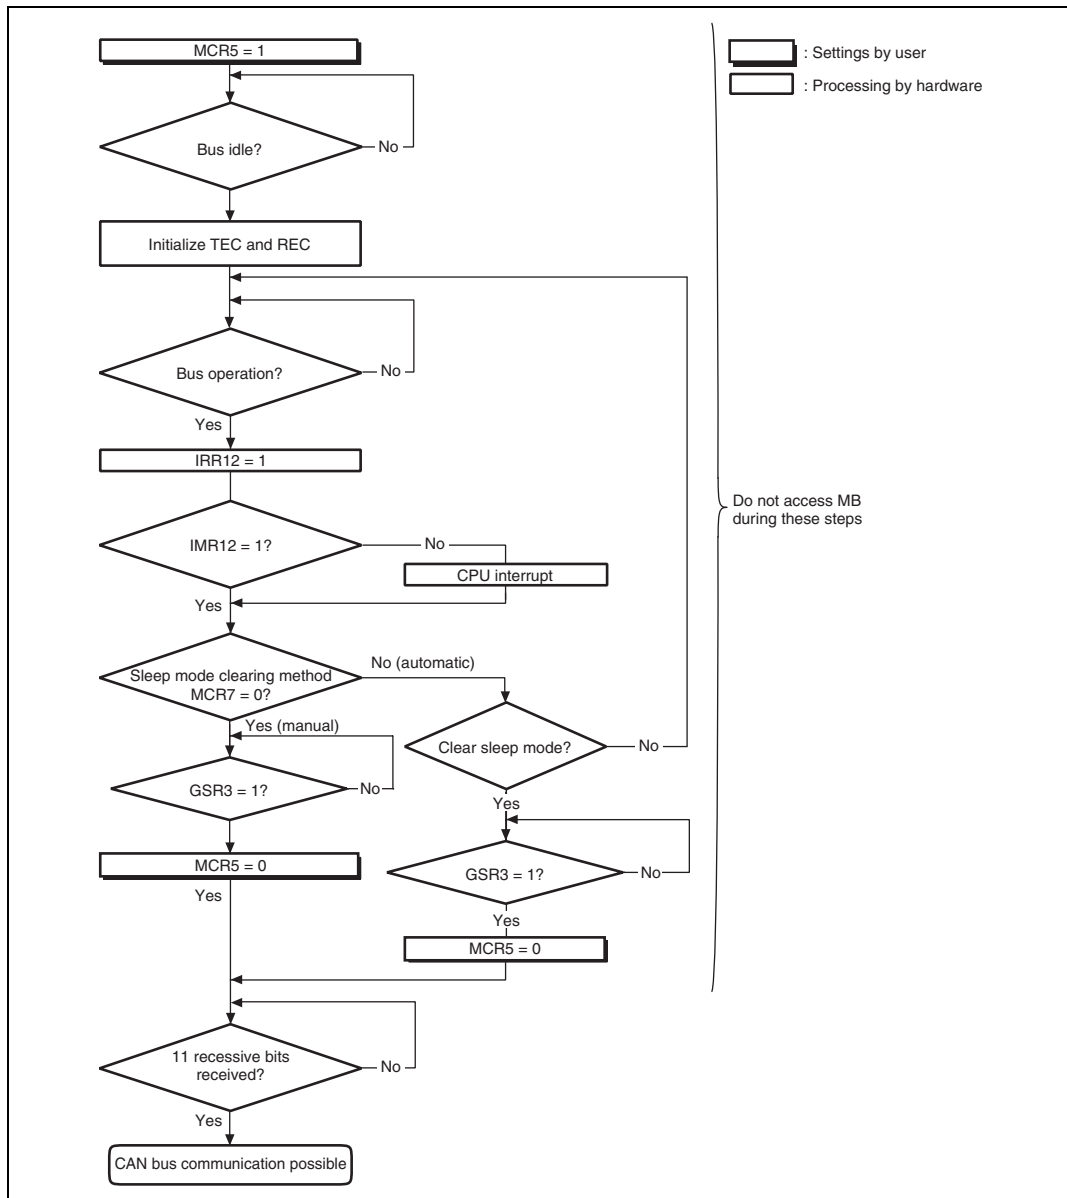 MCR5 = 1
: Settings by user
: Processing by hardware
Bus idle?
No
Initialize TEC and REC
Bus operation?
No
Yes
IRR12 = 1
Do not access MB
during these steps
IMR12 = 1?
No
CPU interrupt
Yes
Sleep mode clearing method
MCR7 = 0?
No (automatic)
Yes (manual)
Clear sleep mode?
No
GSR3 = 1?
No
Yes
MCR5 = 0
Yes
GSR3 = 1?
No
Yes
MCR5 = 0
11 recessive bits
received?
No
Yes
CAN bus communication possible